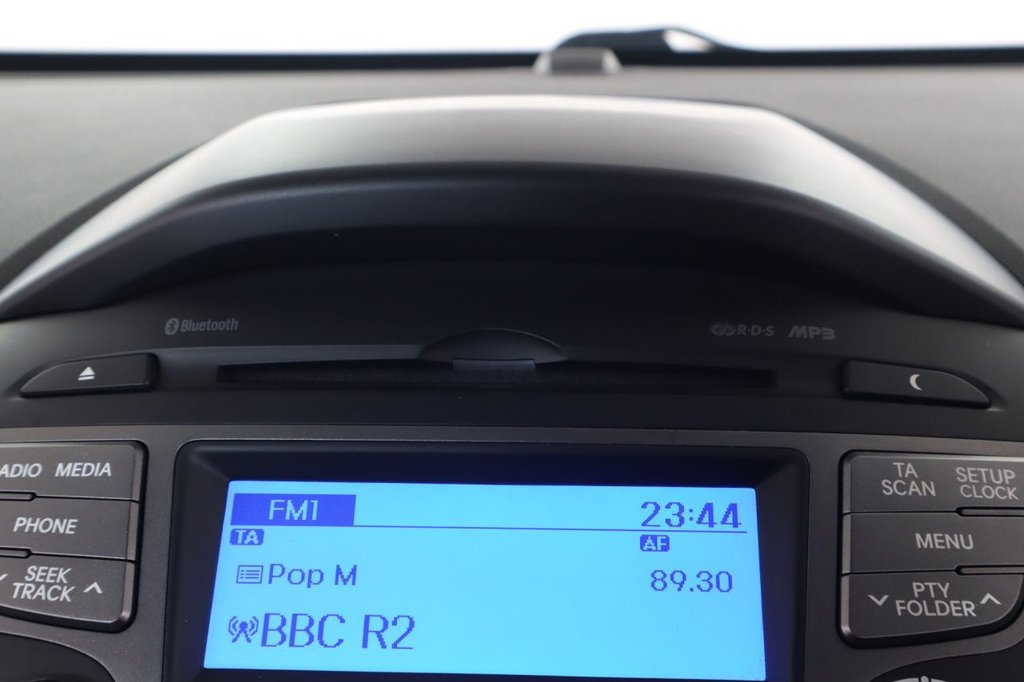 Bluetooth
R·D·S MP3
ADIO MEDIA
PHONE
SEEK
TRACK
FM1 23:44
TA AF
Pop M 89.30
BBC R2
TA
SCAN
SETUP
CLOCK
MENU
PTY
FOLDER